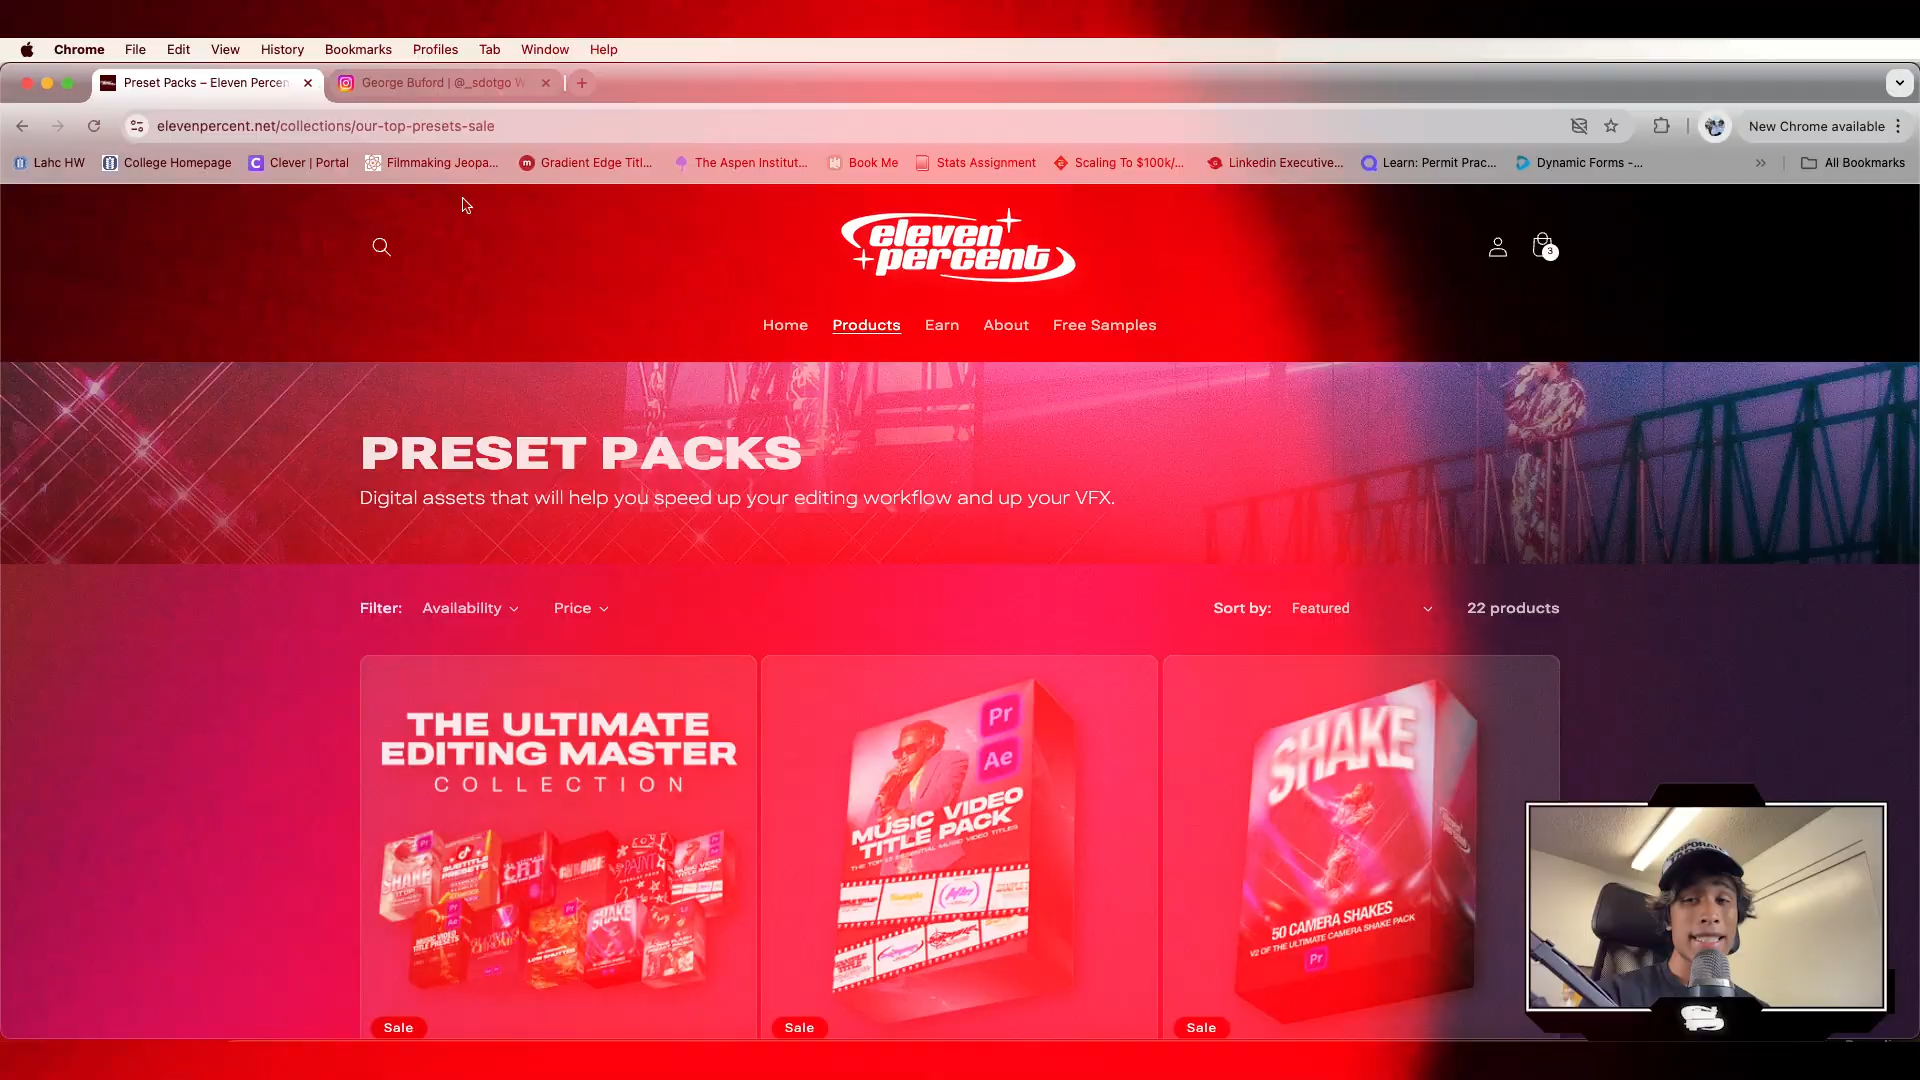 Chrome File Edit View History Bookmarks Profiles Tab Window Help
Preset Packs – Eleven Percen
George Buford | @_sdotgo
elevenpercent.net/collections/our-top-presets-sale
New Chrome available
Lahc HW
College Homepage
Clever | Portal
Filmmaking Jeopa...
Gradient Edge Titl...
The Aspen Institut...
Book Me
Stats Assignment
Scaling To $100k/...
Linkedin Executive...
Learn: Permit Prac...
Dynamic Forms -...
All Bookmarks
eleven
percent
3
Home Products Earn About Free Samples
PRESET PACKS
Digital assets that will help you speed up your editing workflow and up your VFX.
Filter: Availability Price
Sort by: Featured
22 products
THE ULTIMATE
EDITING MASTER
COLLECTION
Sale
Pr
Ae
MUSIC VIDEO
TITLE PACK
THE TOP 15 ESSENTIAL MUSIC VIDEO TITLES
Sale
SHAKE
50 CAMERA SHAKES
V2 OF THE ULTIMATE CAMERA SHAKE PACK
Pr
Sale